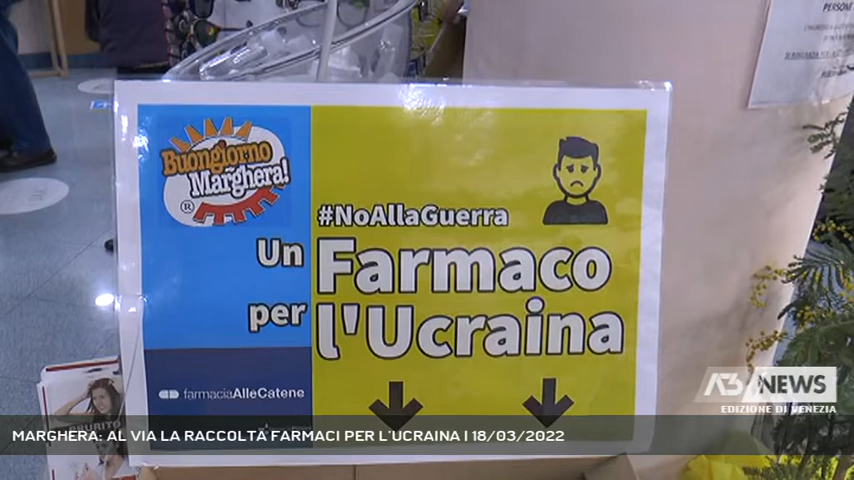 PERSONE
Buongiorno
Marghera!
®
#NoAllaGuerra
Un Farmaco
per l'Ucraina
farmaciaAlleCatene
A3 NEWS
EDIZIONE DI VENEZIA
MARGHERA: AL VIA LA RACCOLTA FARMACI PER L'UCRAINA | 18/03/2022